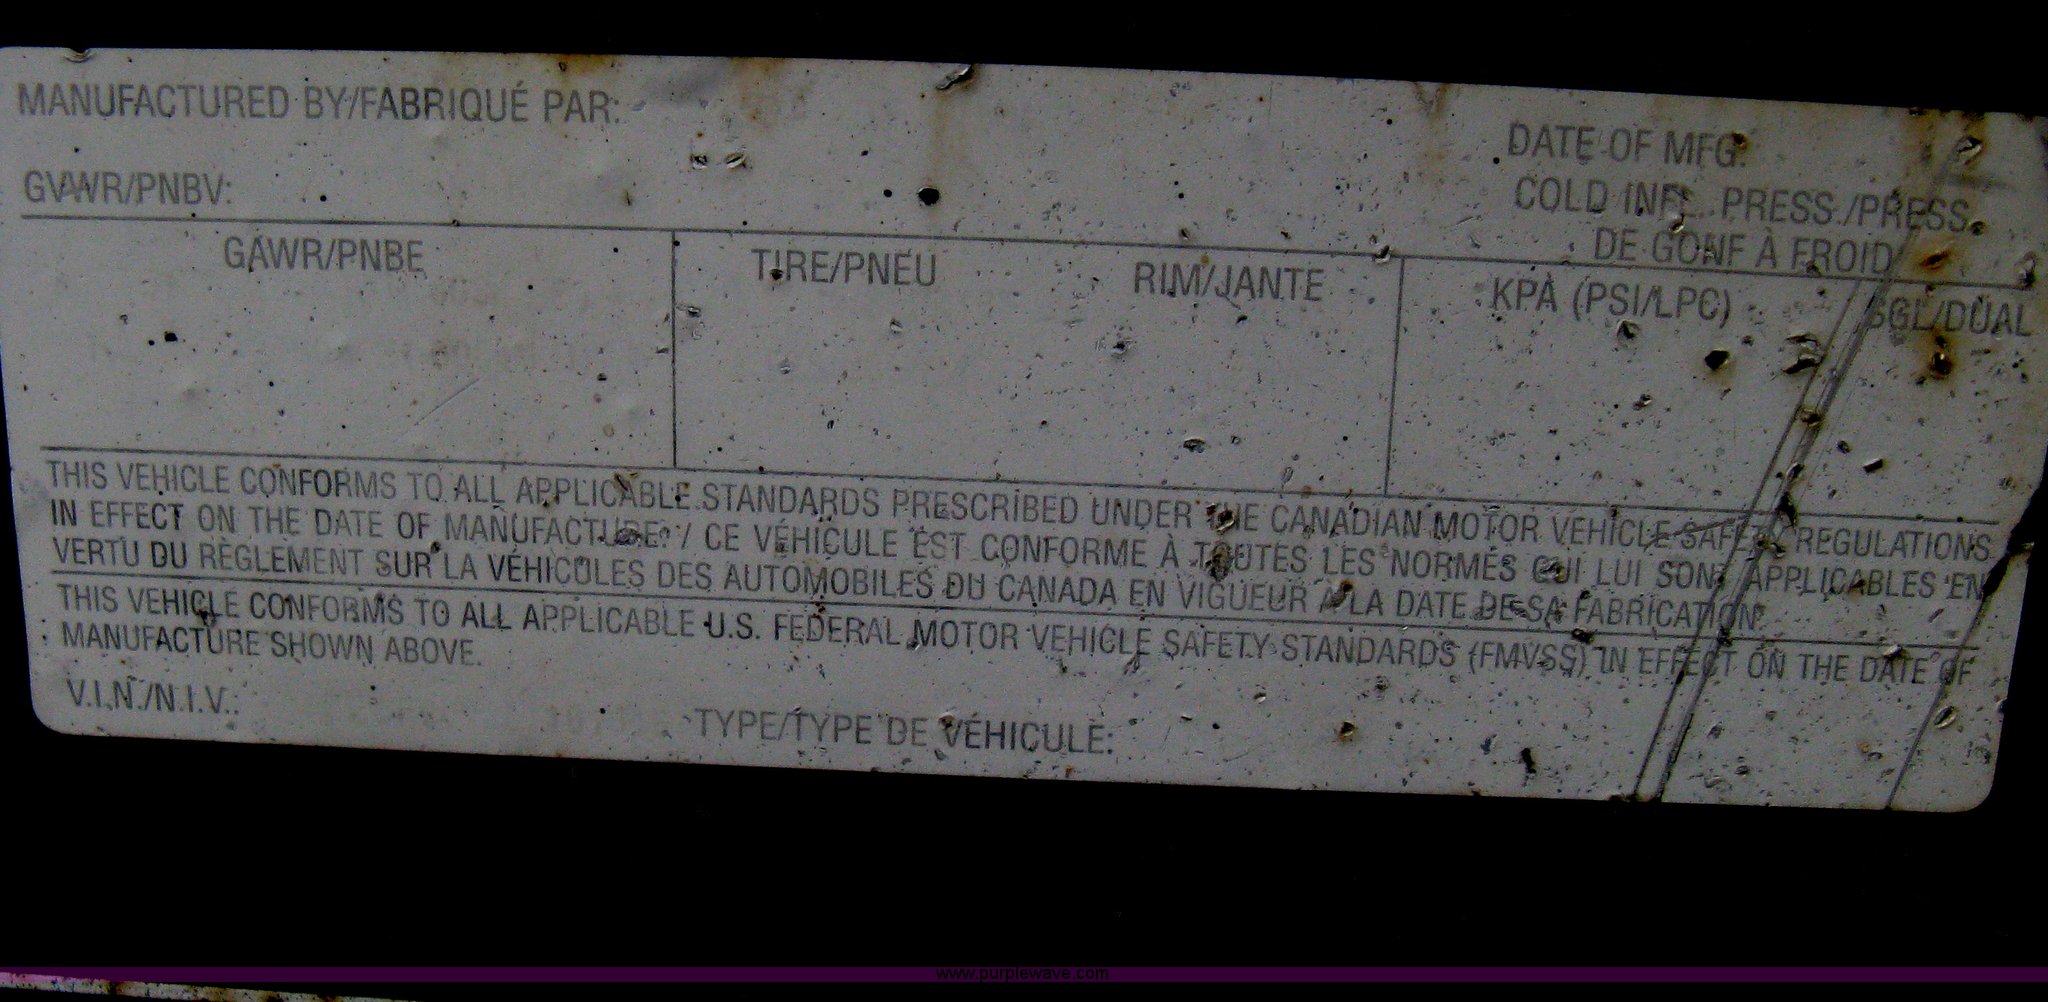 MANUFACTURED BY/FABRIQUÉ PAR:
DATE OF MFG:
GVWR/PNBV:
COLD INFL. PRESS./PRESS.
DE GONF À FROID
GAWR/PNBE
TIRE/PNEU
RIM/JANTE
KPA (PSI/LPC)
SGL/DUAL
THIS VEHICLE CONFORMS TO ALL APPLICABLE STANDARDS PRESCRIBED UNDER THE CANADIAN MOTOR VEHICLE SAFETY REGULATIONS
IN EFFECT ON THE DATE OF MANUFACTURE. / CE VÉHICULE EST CONFORME À TOUTES LES NORMES QUI LUI SONT APPLICABLES EN
VERTU DU RÈGLEMENT SUR LA VÉHICULES DES AUTOMOBILES DU CANADA EN VIGUEUR À LA DATE DE SA FABRICATION.
THIS VEHICLE CONFORMS TO ALL APPLICABLE U.S. FEDERAL MOTOR VEHICLE SAFETY STANDARDS (FMVSS) IN EFFECT ON THE DATE OF
MANUFACTURE SHOWN ABOVE.
V.I.N./N.I.V.:
TYPE/TYPE DE VÉHICULE:
www.purplewave.com